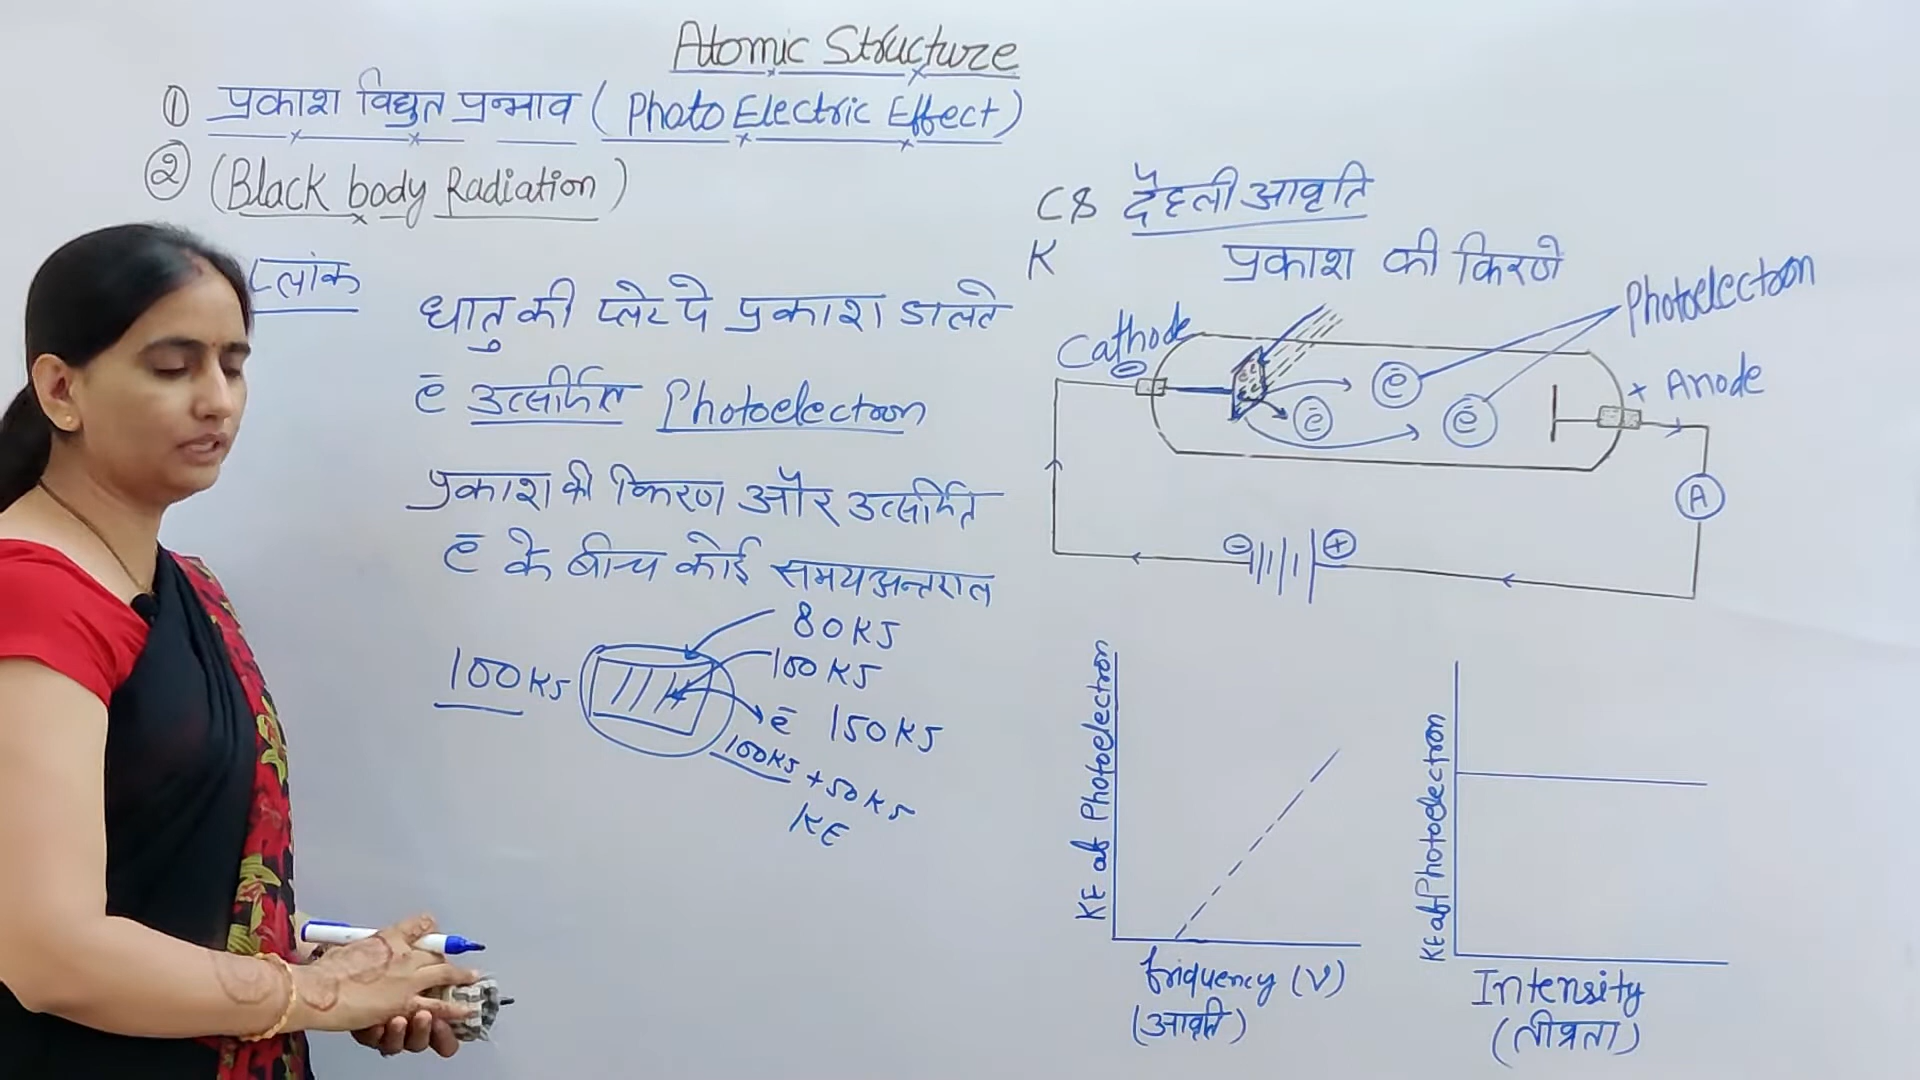 Atomic Structure
① प्रकाश विद्युत प्रभाव ( Photo Electric Effect )
② (Black body Radiation)
प्लांक
धातु की प्लेट पे प्रकाश डालते
ē उत्सर्जित Photoelectron
प्रकाश की किरण और उत्सर्जित
ē के बीच कोई समयअन्तराल
100KJ
80KJ
100KJ
ē 150KJ
100KJ + 50KJ
KE
CS देहली आवृति
K
प्रकाश की किरणे
Photoelectron
Cathode
⊖
ē
ē
ē
+ Anode
A
⊖
⊕
KE of Photoelectron
friquency (ν)
(आवृति)
KE of Photoelectron
Intensity
(तीव्रता)